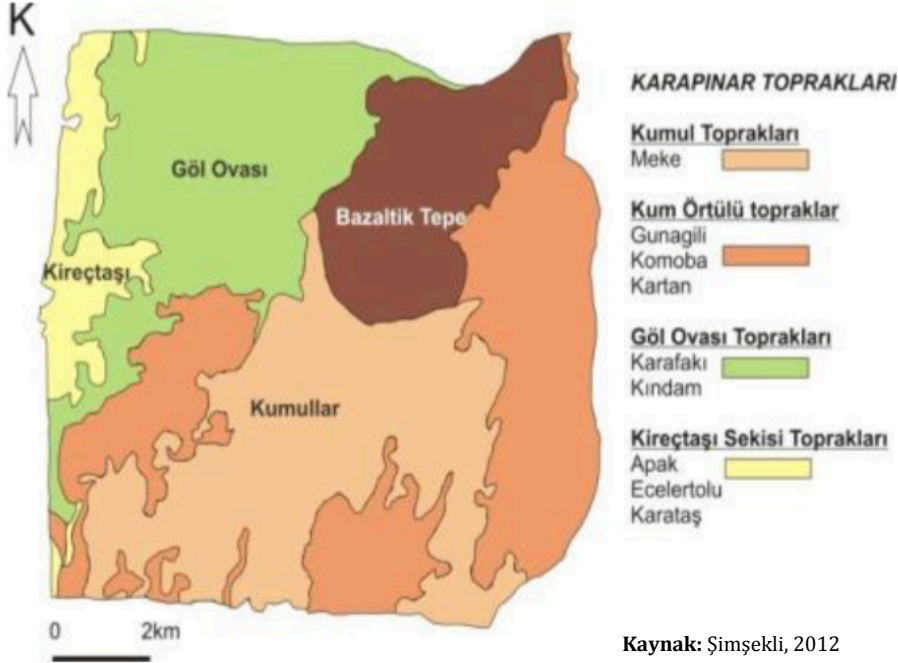 K
Göl Ovası
Bazaltik Tepe
Kireçtaşı
Kumullar
0 2km
KARAPINAR TOPRAKLARI
Kumul Toprakları
Meke
Kum Örtülü topraklar
Gunagili
Komoba
Kartan
Göl Ovası Toprakları
Karafakı
Kındam
Kireçtaşı Sekisi Toprakları
Apak
Ecelertolu
Karataş
Kaynak: Şimşekli, 2012